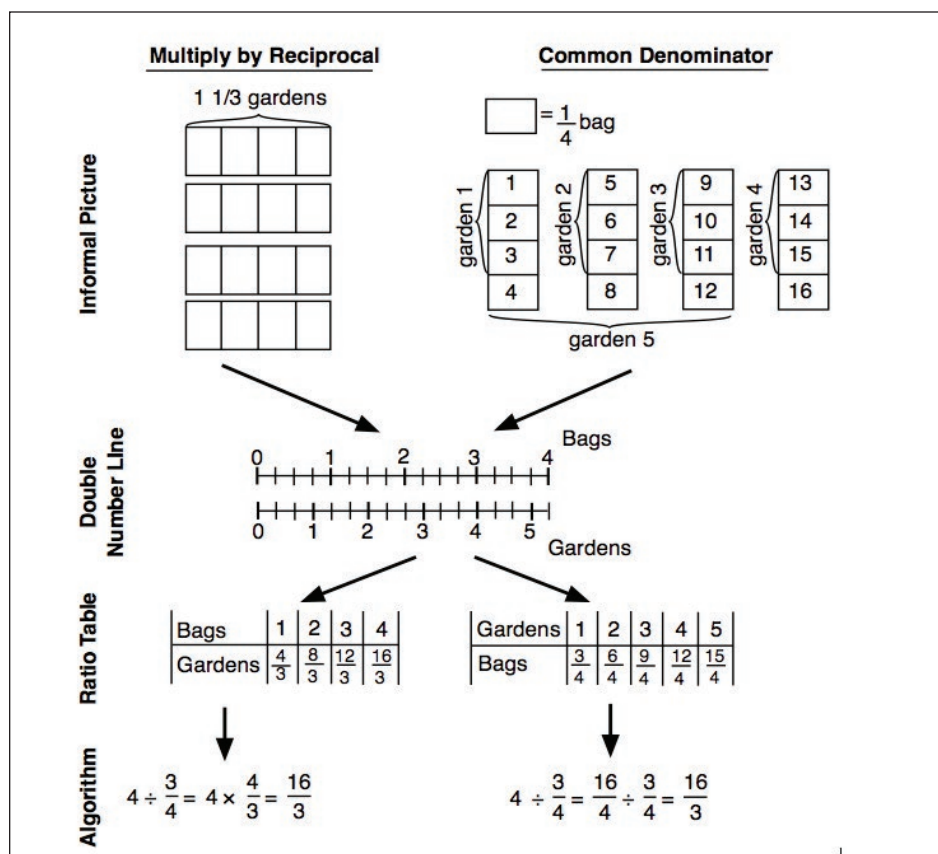 Multiply by Reciprocal
Common Denominator
Informal Picture
1 1/3 gardens
= 1/4 bag
garden 1
1
2
3
4
garden 2
5
6
7
8
garden 3
9
10
11
12
garden 4
13
14
15
16
garden 5
Double
Number LIne
Bags
0 1 2 3 4
0 1 2 3 4 5
Gardens
Ratio Table
Bags 1 2 3 4
Gardens 4/3 8/3 12/3 16/3
Gardens 1 2 3 4 5
Bags 3/4 6/4 9/4 12/4 15/4
Algorithm
4 ÷ 3/4 = 4 × 4/3 = 16/3
4 ÷ 3/4 = 16/4 ÷ 3/4 = 16/3